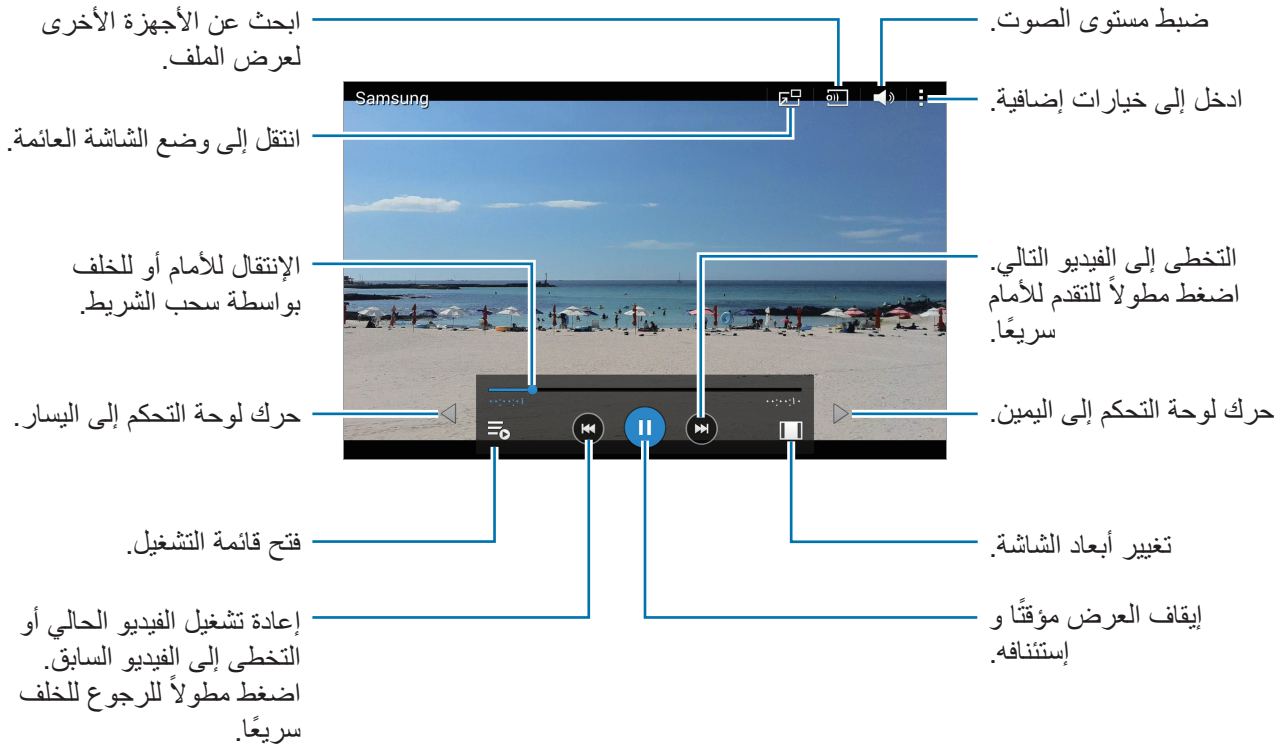 ابحث عن الأجهزة الأخرى
لعرض الملف.
ضبط مستوى الصوت.
Samsung
ادخل إلى خيارات إضافية.
انتقل إلى وضع الشاشة العائمة.
الإنتقال للأمام أو للخلف
بواسطة سحب الشريط.
التخطى إلى الفيديو التالي.
اضغط مطولاً للتقدم للأمام
سريعًا.
حرك لوحة التحكم إلى اليسار.
حرك لوحة التحكم إلى اليمين.
فتح قائمة التشغيل.
تغيير أبعاد الشاشة.
إعادة تشغيل الفيديو الحالي أو
التخطى إلى الفيديو السابق.
اضغط مطولاً للرجوع للخلف
سريعًا.
إيقاف العرض مؤقتًا و
إستئنافه.